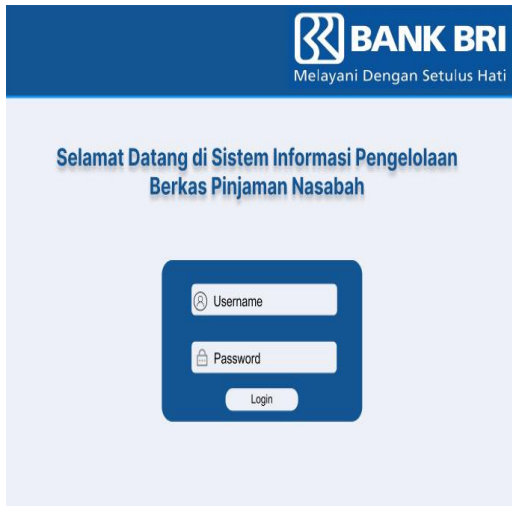 BANK BRI
Melayani Dengan Setulus Hati
Selamat Datang di Sistem Informasi Pengelolaan
Berkas Pinjaman Nasabah
Username
Password
Login